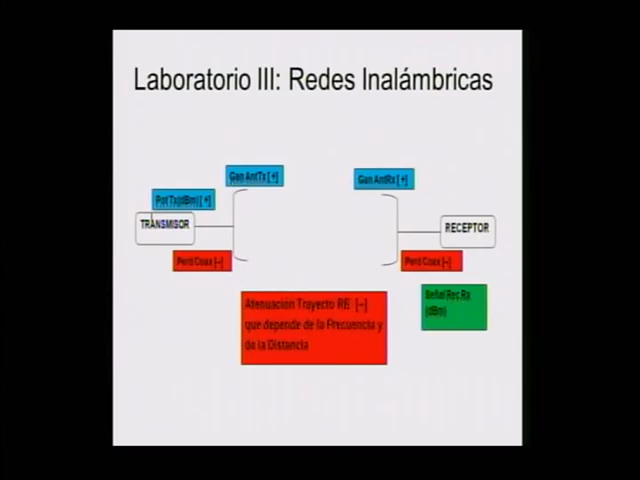 Laboratorio III: Redes Inalámbricas
Gan AntTx [+]
Gan AntRx [+]
Pot Tx(dBm) [+]
TRANSMISOR
RECEPTOR
Perd Coax [–]
Perd Coax [–]
Atenuacion Trayecto RE [–]
que depende de la Frecuencia y
de la Distancia
Señal Rec Rx
(dBm)